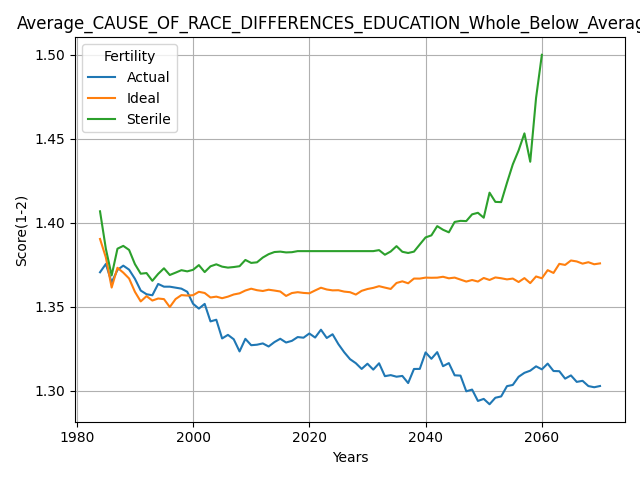 Average_CAUSE_OF_RACE_DIFFERENCES_EDUCATION_Whole_Below_Averag
Fertility
Actual
Ideal
Sterile
Score(1-2)
1.50
1.45
1.40
1.35
1.30
1980 2000 2020 2040 2060
Years